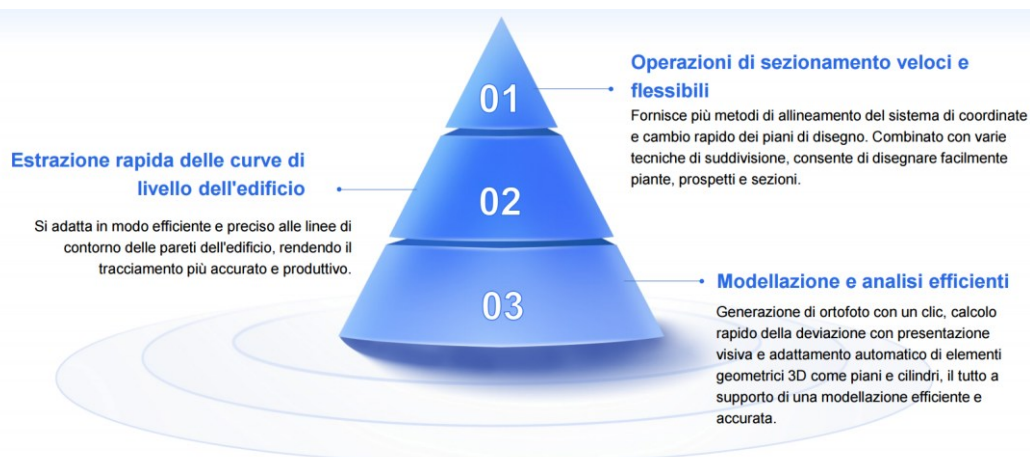 01
Operazioni di sezionamento veloci e
flessibili
Fornisce più metodi di allineamento del sistema di coordinate
e cambio rapido dei piani di disegno. Combinato con varie
tecniche di suddivisione, consente di disegnare facilmente
piante, prospetti e sezioni.
Estrazione rapida delle curve di
livello dell'edificio
Si adatta in modo efficiente e preciso alle linee di
contorno delle pareti dell'edificio, rendendo il
tracciamento più accurato e produttivo.
02
03
Modellazione e analisi efficienti
Generazione di ortofoto con un clic, calcolo
rapido della deviazione con presentazione
visiva e adattamento automatico di elementi
geometrici 3D come piani e cilindri, il tutto a
supporto di una modellazione efficiente e
accurata.